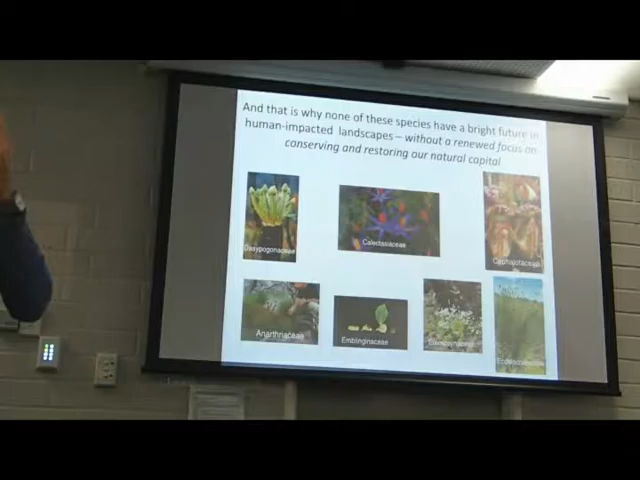 And that is why none of these species have a bright future in
human-impacted landscapes – without a renewed focus on
conserving and restoring our natural capital
Dasypogonaceae
Calectasiaceae
Cephalotaceae
Anarthriaceae
Emblingiaceae